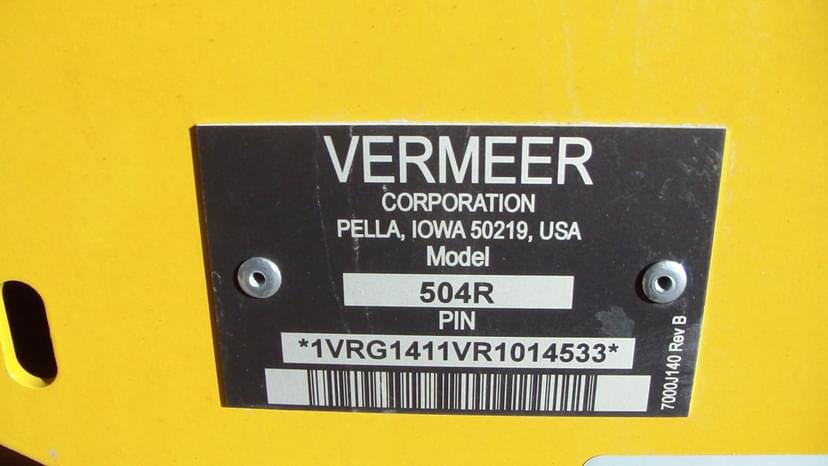 VERMEER
CORPORATION
PELLA, IOWA 50219, USA
Model
504R
PIN
*1VRG1411VR1014533*
7000J140 Rev B